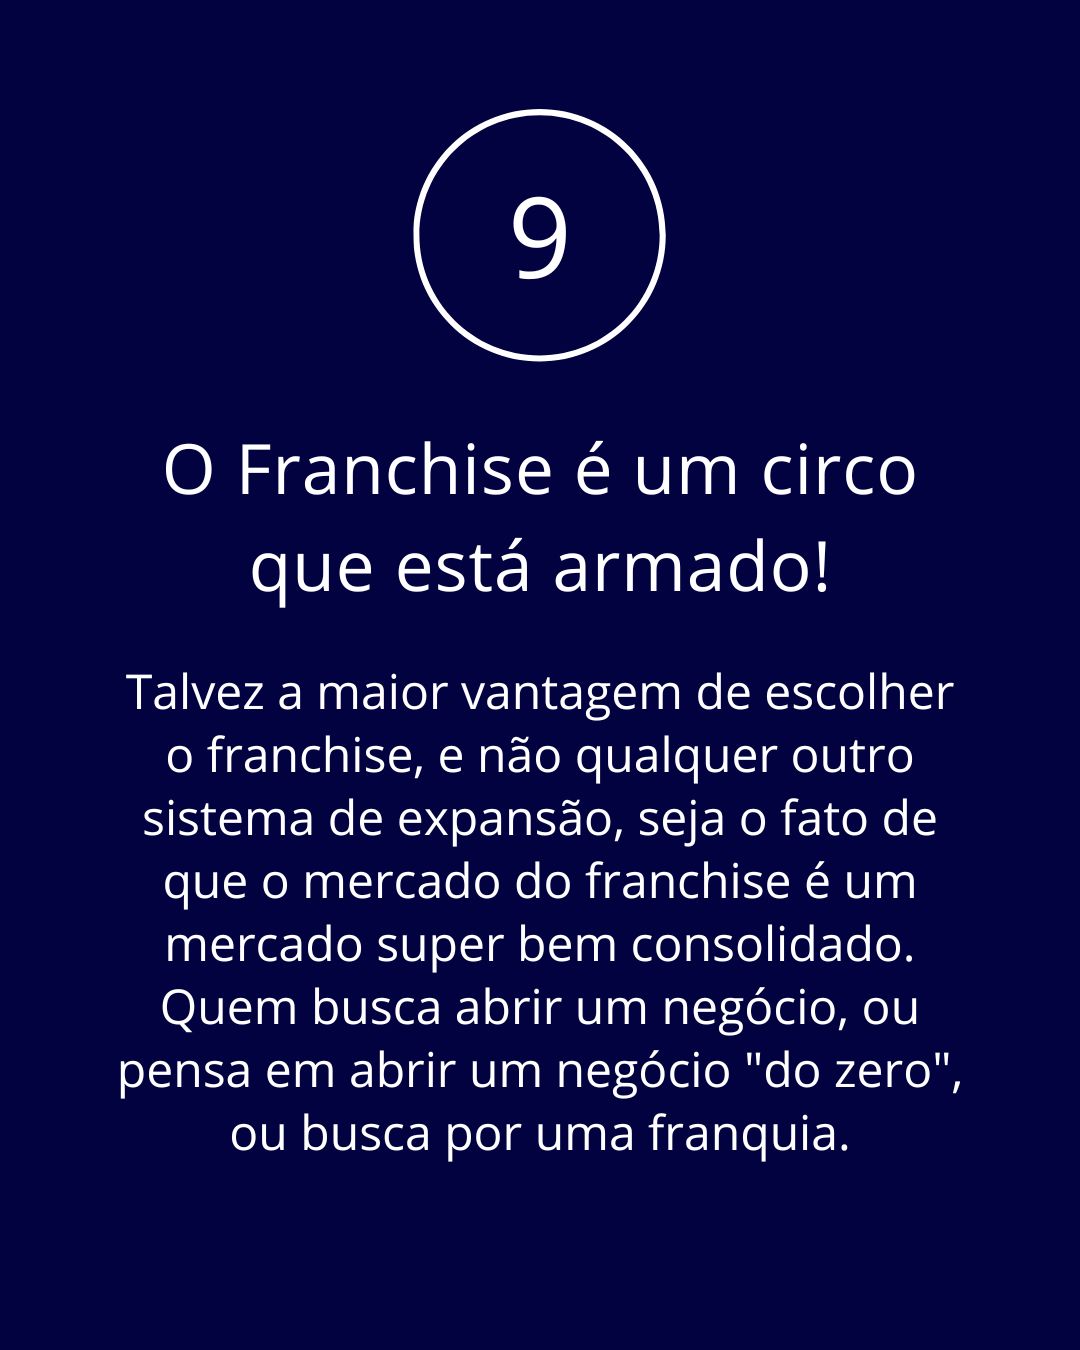 9
O Franchise é um circo
que está armado!
Talvez a maior vantagem de escolher
o franchise, e não qualquer outro
sistema de expansão, seja o fato de
que o mercado do franchise é um
mercado super bem consolidado.
Quem busca abrir um negócio, ou
pensa em abrir um negócio "do zero",
ou busca por uma franquia.